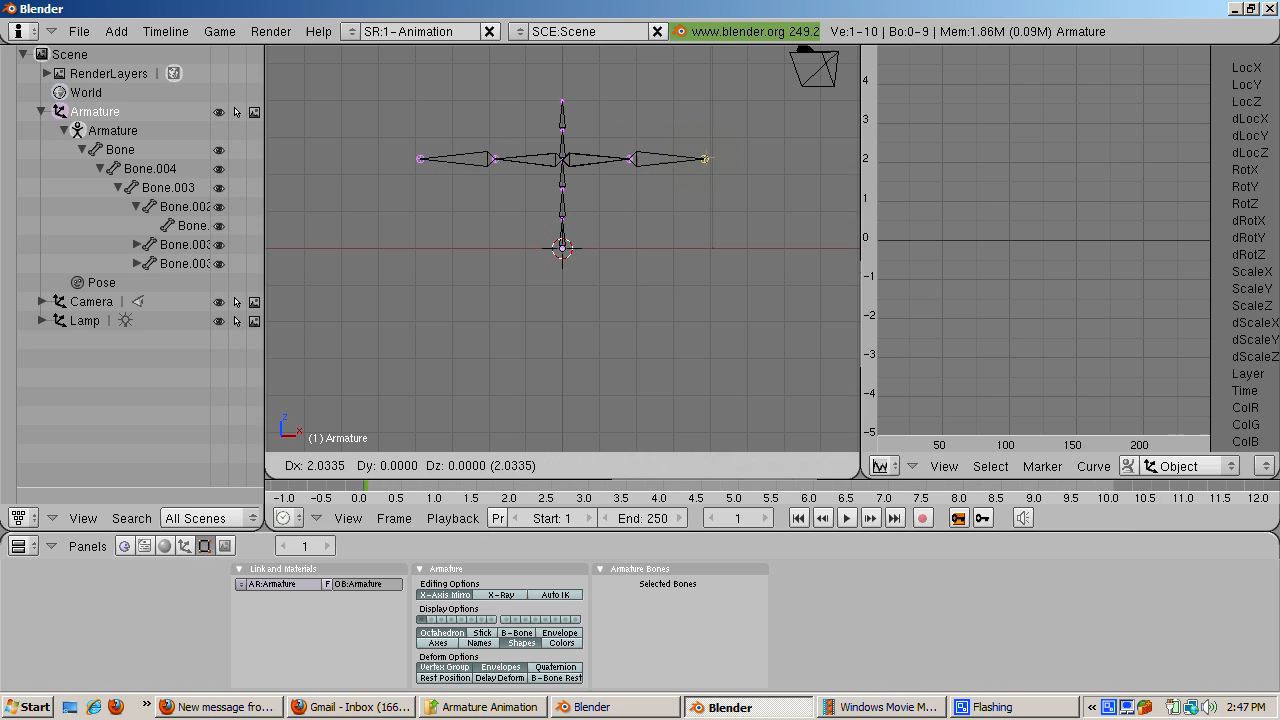 Blender
File Add Timeline Game Render Help SR:1-Animation SCE:Scene www.blender.org 249.2 Ve:1-10 | Bo:0-9 | Mem:1.86M (0.09M) Armature
Scene
RenderLayers
World
Armature
Armature
Bone
Bone.004
Bone.003
Bone.002
Bone.
Bone.003
Bone.003
Pose
Camera
Lamp
View Search All Scenes
z
x
(1) Armature
Dx: 2.0335 Dy: 0.0000 Dz: 0.0000 (2.0335)
4
3
2
1
0
-1
-2
-3
-4
-5
50 100 150 200
LocX
LocY
LocZ
dLocX
dLocY
dLocZ
RotX
RotY
RotZ
dRotX
dRotY
dRotZ
ScaleX
ScaleY
ScaleZ
dScaleX
dScaleY
dScaleZ
Layer
Time
ColR
ColG
ColB
View Select Marker Curve Object
-1.0 -0.5 0.0 0.5 1.0 1.5 2.0 2.5 3.0 3.5 4.0 4.5 5.0 5.5 6.0 6.5 7.0 7.5 8.0 8.5 9.0 9.5 10.0 10.5 11.0 11.5 12.0
View Frame Playback Pr Start: 1 End: 250 1
Panels 1
Link and Materials
AR:Armature F OB:Armature
Armature
Editing Options
X-Axis Mirro X-Ray Auto IK
Display Options
Octahedron Stick B-Bone Envelope
Axes Names Shapes Colors
Deform Options
Vertex Group Envelopes Quaternion
Rest Position Delay Deform B-Bone Rest
Armature Bones
Selected Bones
Start » New message fro... Gmail - Inbox (166... Armature Animation Blender Blender Windows Movie M... Flashing « 2:47 PM